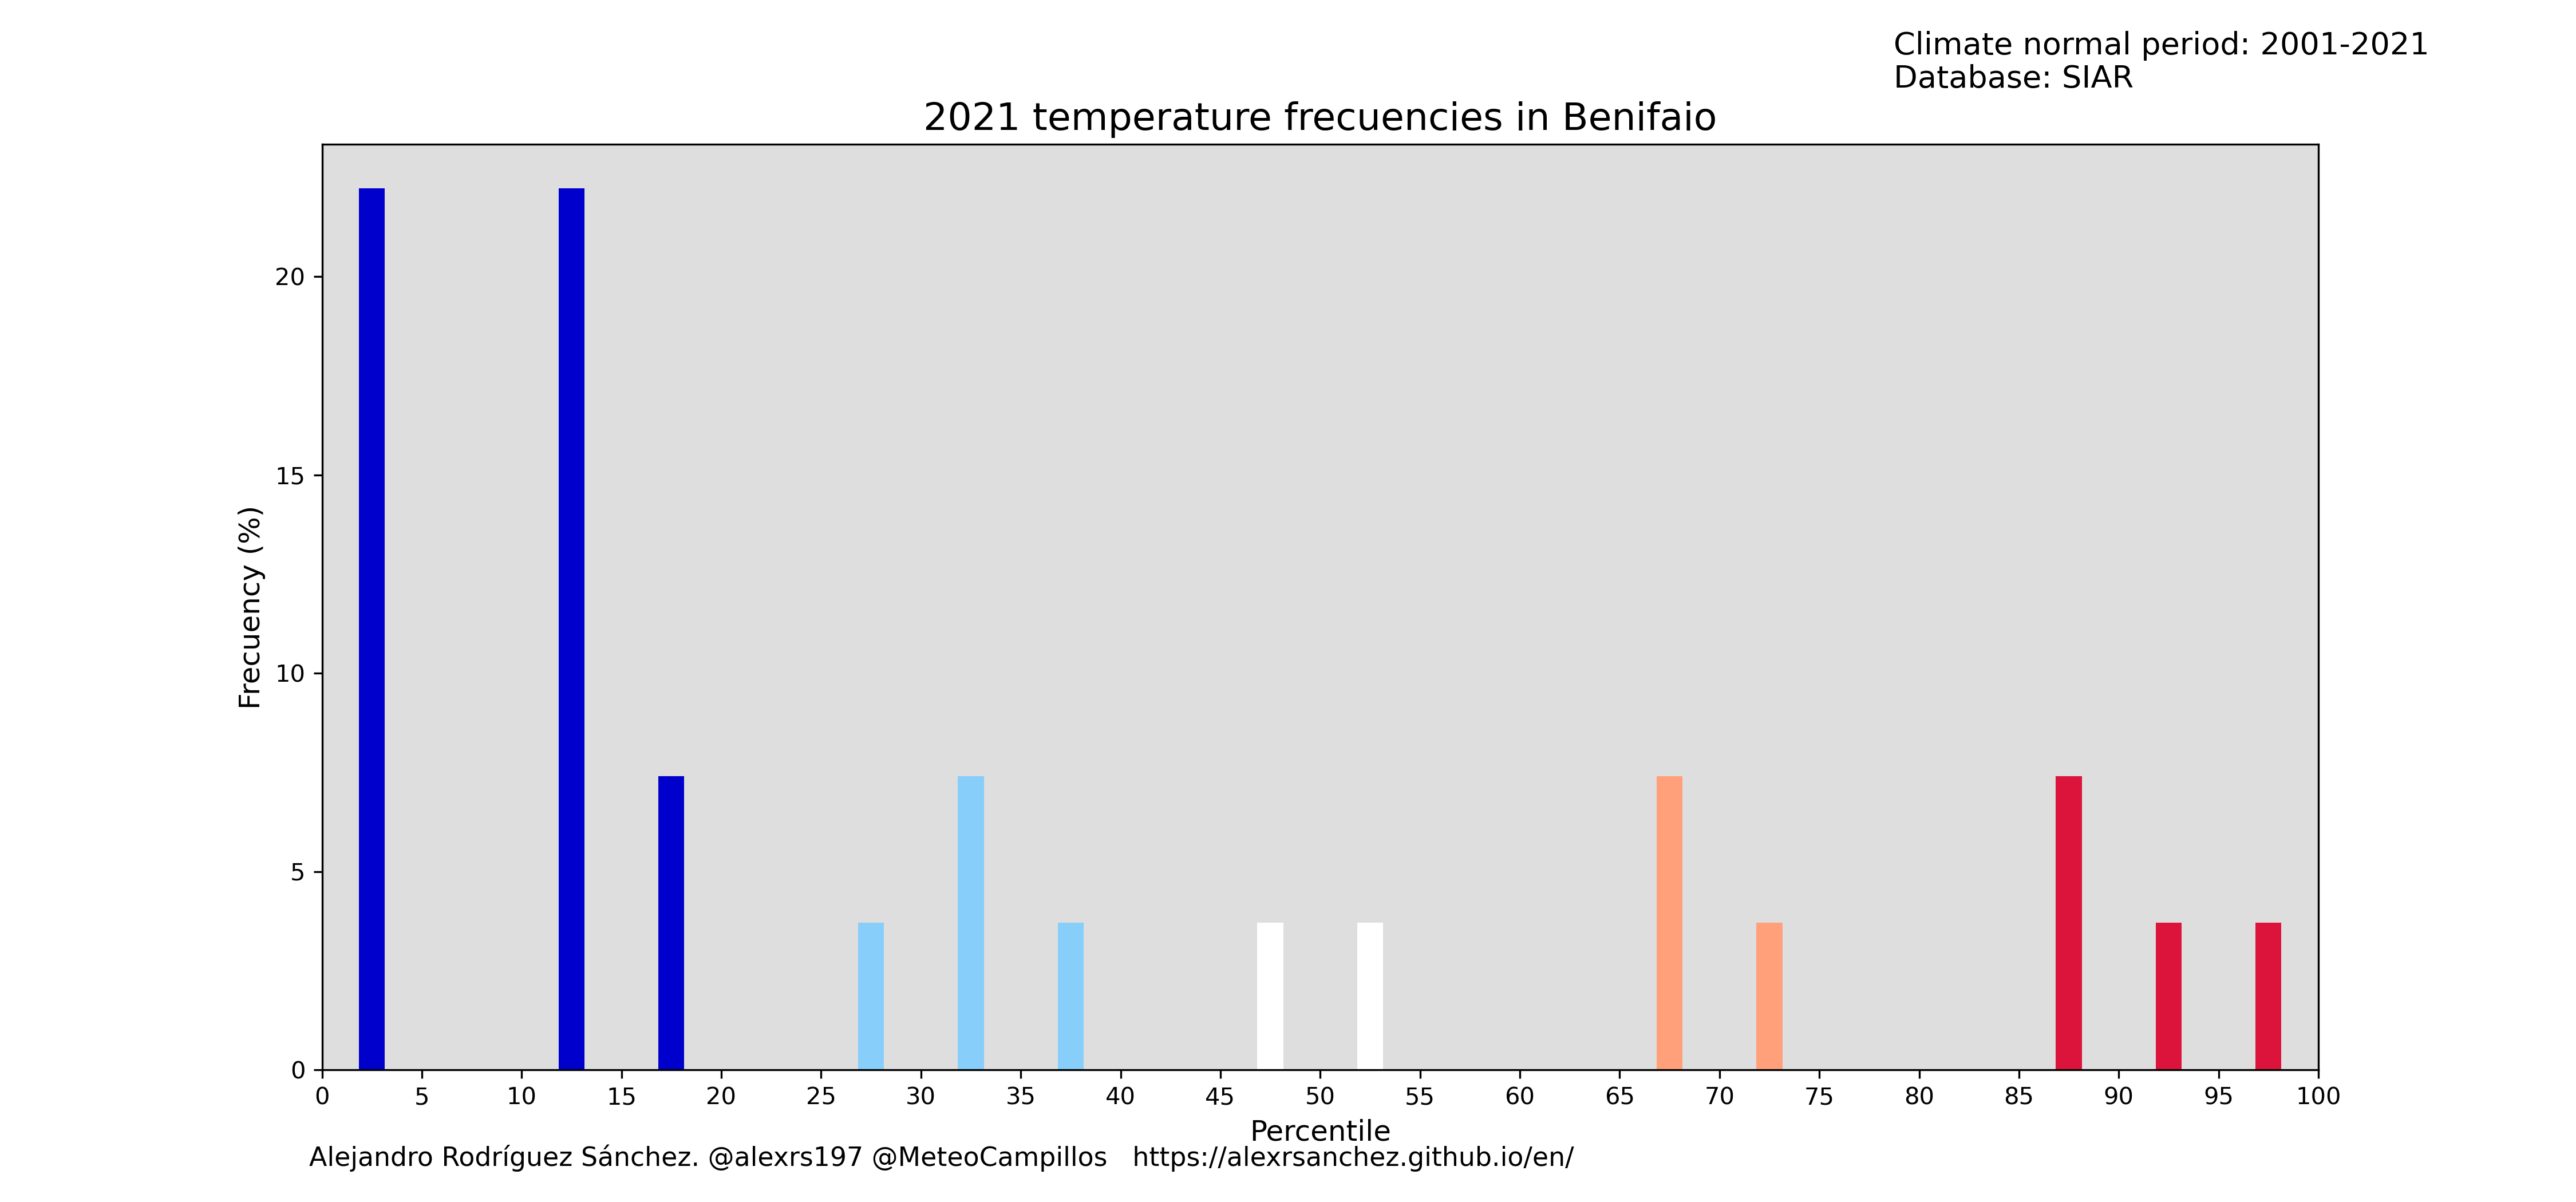 Climate normal period: 2001-2021
Database: SIAR
2021 temperature frecuencies in Benifaio
Frecuency (%)
20
15
10
5
0
0 5 10 15 20 25 30 35 40 45 50 55 60 65 70 75 80 85 90 95 100
Percentile
Alejandro Rodríguez Sánchez. @alexrs197 @MeteoCampillos https://alexrsanchez.github.io/en/